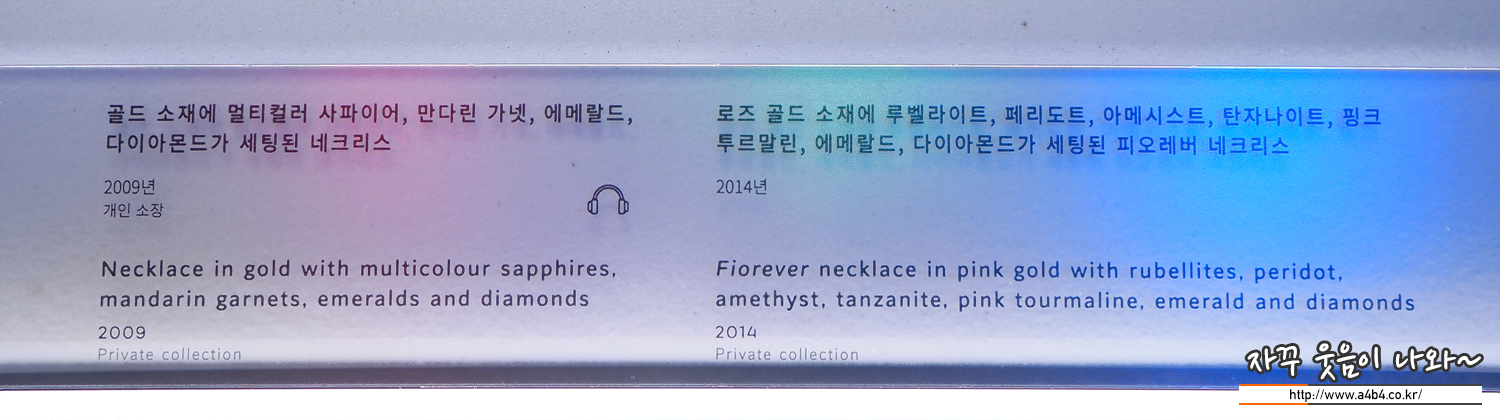 골드 소재에 멀티컬러 사파이어, 만다린 가넷, 에메랄드,
다이아몬드가 세팅된 네크리스
2009년
개인 소장
Necklace in gold with multicolour sapphires,
mandarin garnets, emeralds and diamonds
2009
Private collection
로즈 골드 소재에 루벨라이트, 페리도트, 아메시스트, 탄자나이트, 핑크
투르말린, 에메랄드, 다이아몬드가 세팅된 피오레버 네크리스
2014년
Fiorever necklace in pink gold with rubellites, peridot,
amethyst, tanzanite, pink tourmaline, emerald and diamonds
2014
Private collection
자꾸 웃음이 나와~
http://www.a4b4.co.kr/